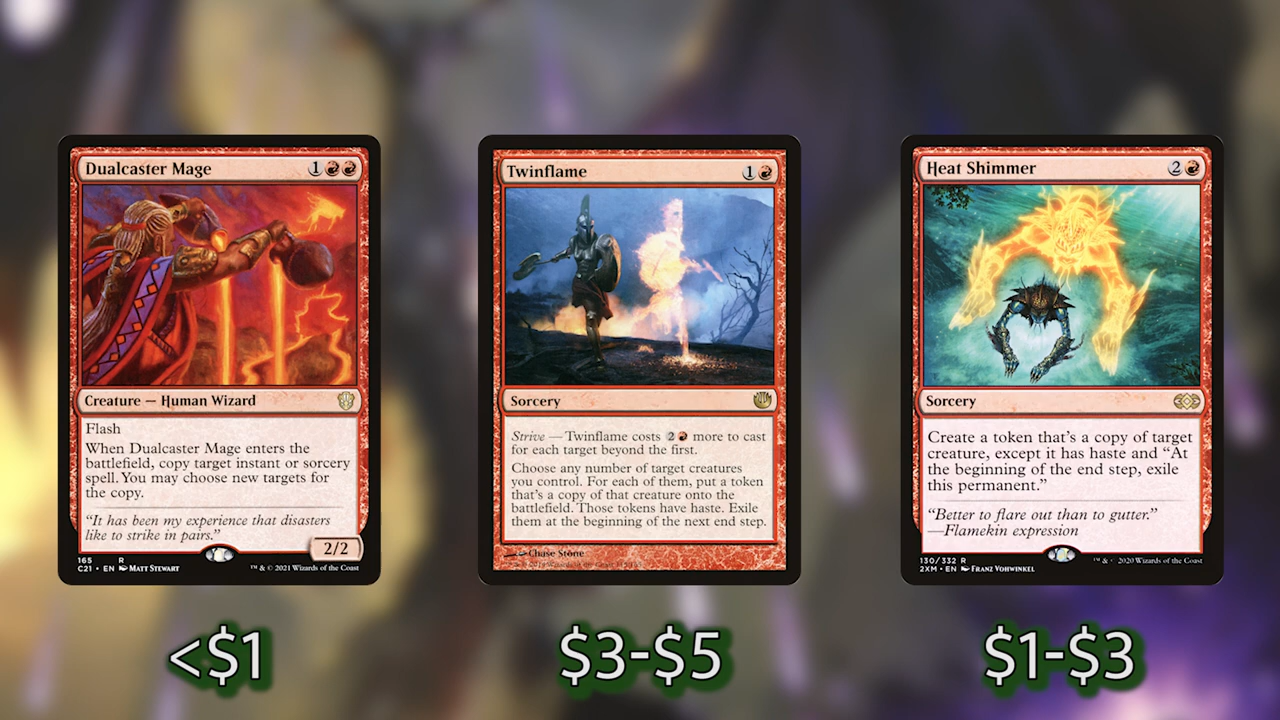 Dualcaster Mage 1
Creature — Human Wizard
Flash
When Dualcaster Mage enters the
battlefield, copy target instant or sorcery
spell. You may choose new targets for
the copy.
“It has been my experience that disasters
like to strike in pairs.”
2/2
165 R
C21 • EN MATT STEWART
™ & © 2021 Wizards of the Coast
<$1
Twinflame 1
Sorcery
Strive — Twinflame costs 2 more to cast
for each target beyond the first.
Choose any number of target creatures
you control. For each of them, put a token
that’s a copy of that creature onto the
battlefield. Those tokens have haste. Exile
them at the beginning of the next end step.
Chase Stone
$3-$5
Heat Shimmer 2
Sorcery
Create a token that’s a copy of target
creature, except it has haste and “At
the beginning of the end step, exile
this permanent.”
“Better to flare out than to gutter.”
—Flamekin expression
130/332 R
2XM • EN FRANZ VOHWINKEL
™ & © 2020 Wizards of the Coast
$1-$3